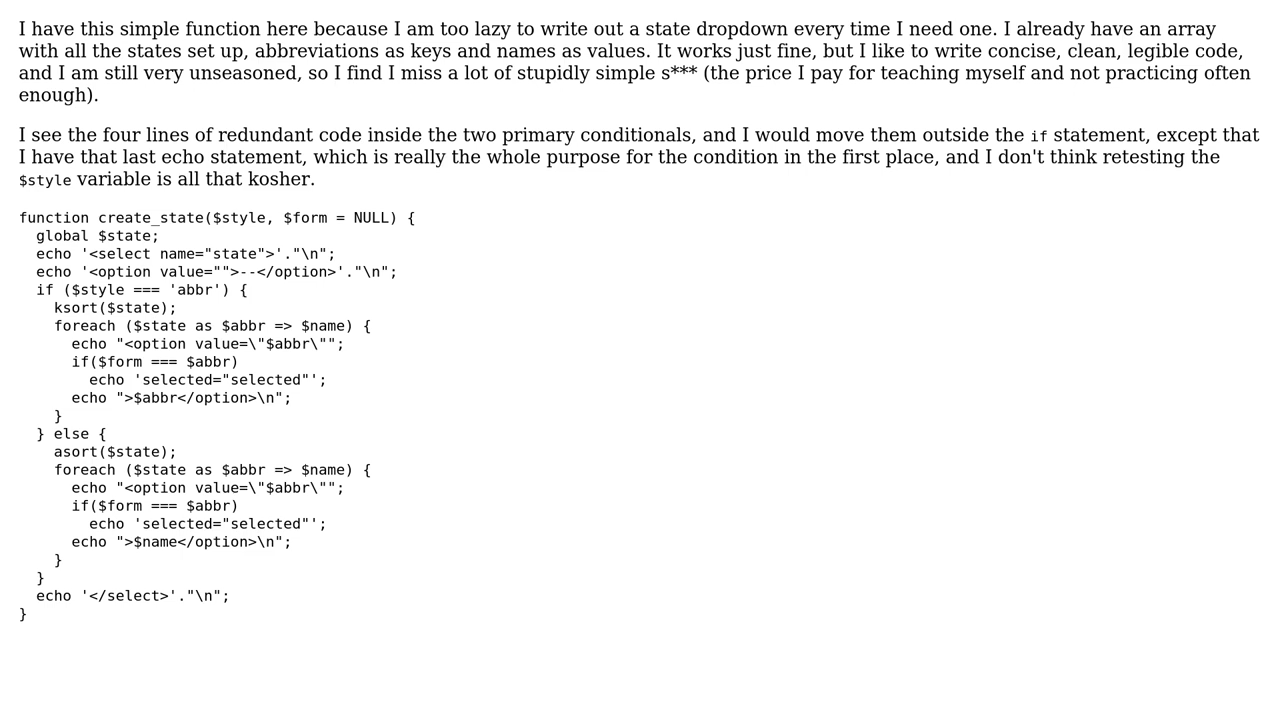 I have this simple function here because I am too lazy to write out a state dropdown every time I need one. I already have an array
with all the states set up, abbreviations as keys and names as values. It works just fine, but I like to write concise, clean, legible code,
and I am still very unseasoned, so I find I miss a lot of stupidly simple s*** (the price I pay for teaching myself and not practicing often
enough).
I see the four lines of redundant code inside the two primary conditionals, and I would move them outside the if statement, except that
I have that last echo statement, which is really the whole purpose for the condition in the first place, and I don't think retesting the
$style variable is all that kosher.
function create_state($style, $form = NULL) {
  global $state;
  echo '<select name="state">'."\n";
  echo '<option value="">--</option>'."\n";
  if ($style === 'abbr') {
    ksort($state);
    foreach ($state as $abbr => $name) {
      echo "<option value=\"$abbr\"";
      if($form === $abbr)
        echo 'selected="selected"';
      echo ">$abbr</option>\n";
    }
  } else {
    asort($state);
    foreach ($state as $abbr => $name) {
      echo "<option value=\"$abbr\"";
      if($form === $abbr)
        echo 'selected="selected"';
      echo ">$name</option>\n";
    }
  }
  echo '</select>'."\n";
}